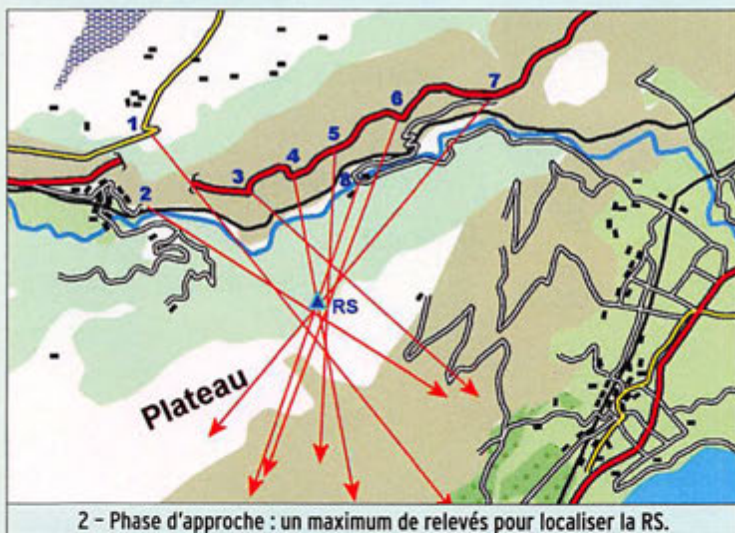 1
2
3
4
5
6
7
8
RS
Plateau
2 – Phase d'approche : un maximum de relevés pour localiser la RS.